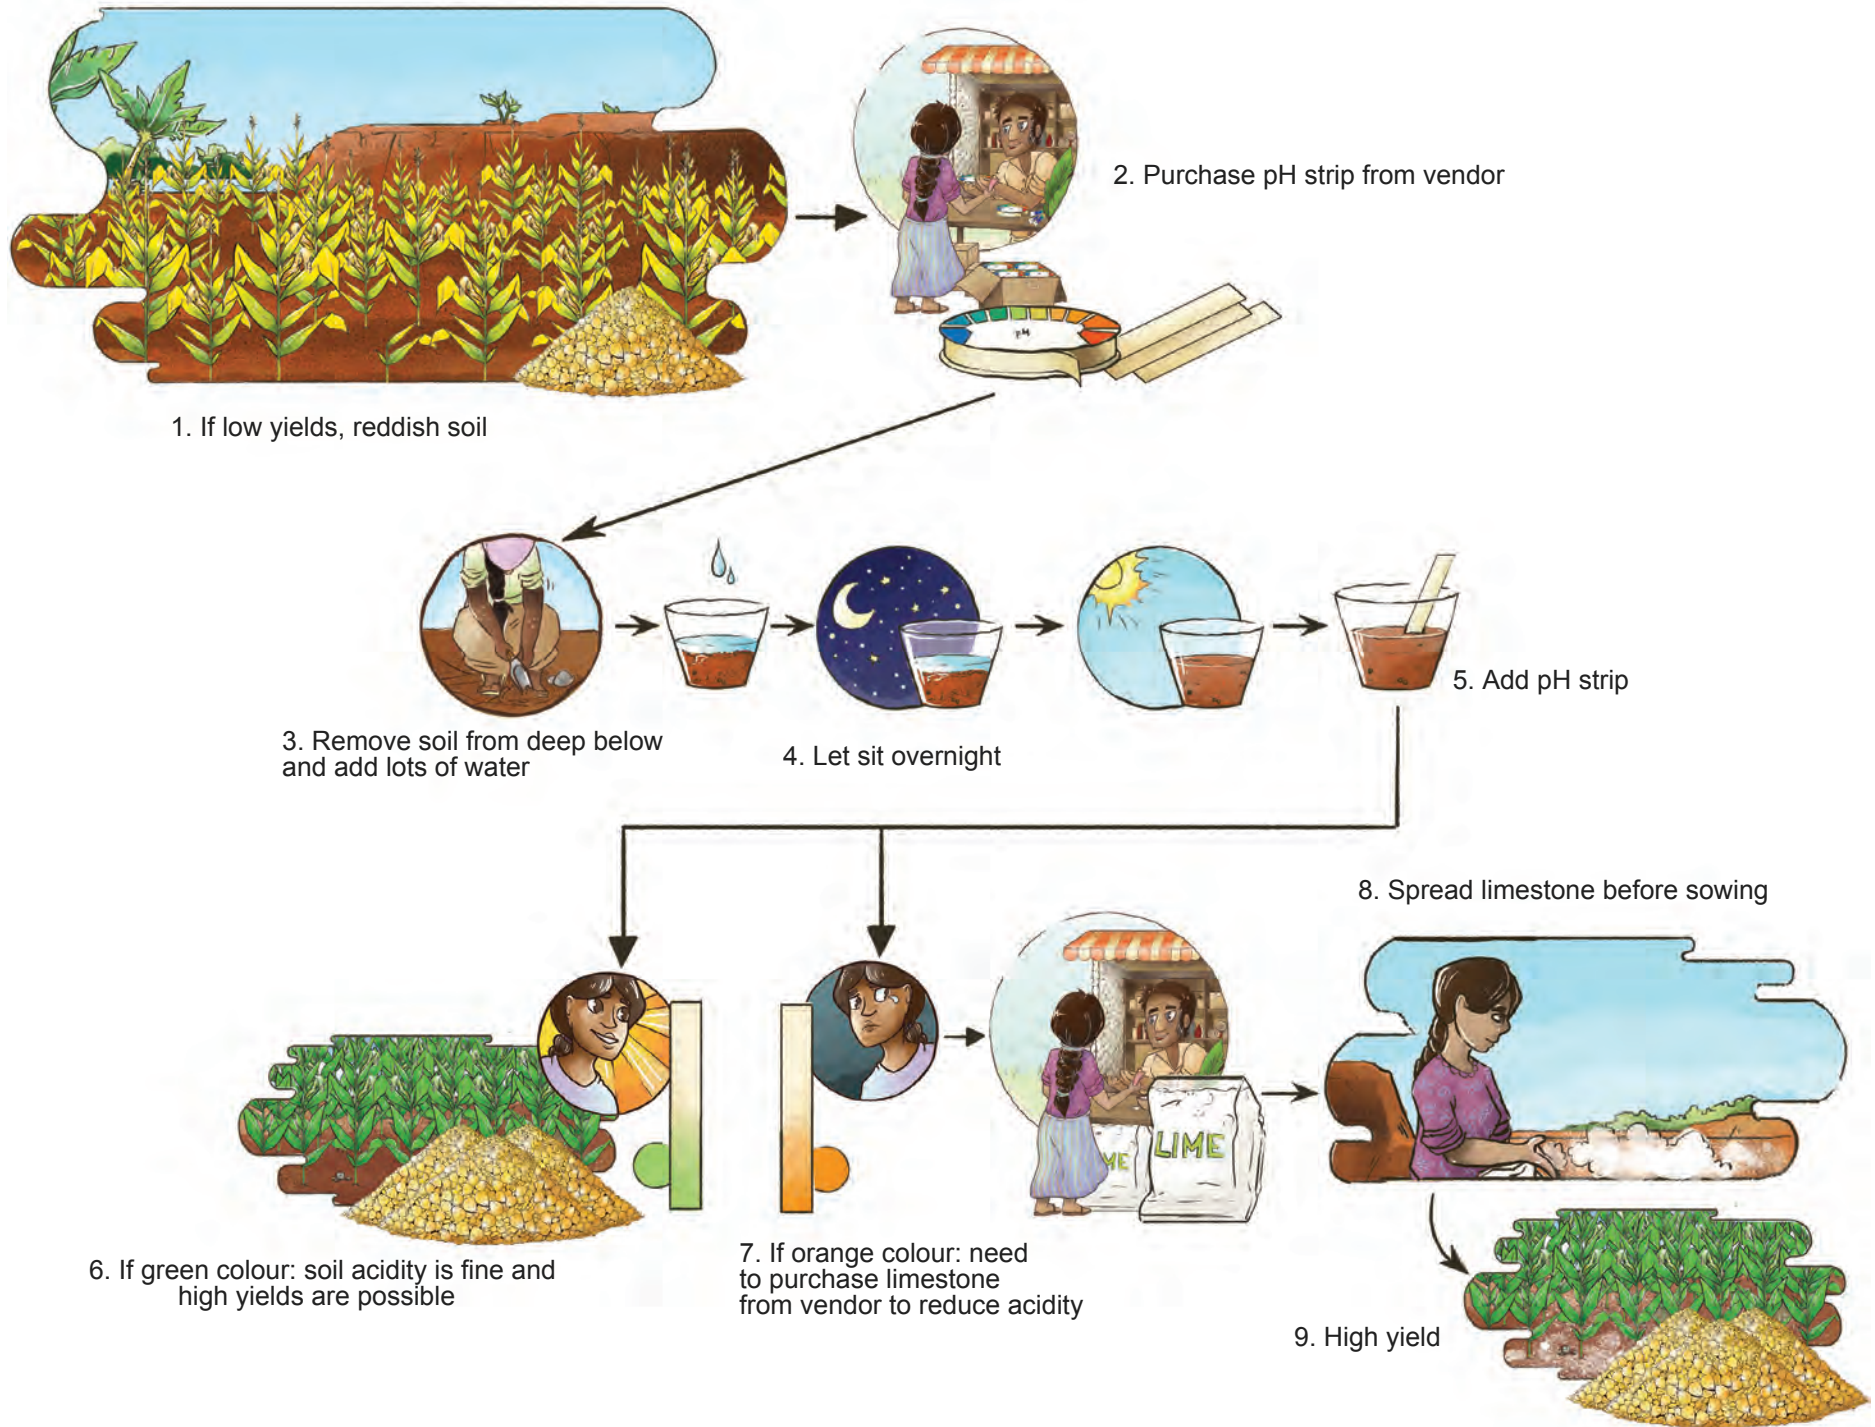 1. If low yields, reddish soil
2. Purchase pH strip from vendor
pH
3. Remove soil from deep below
and add lots of water
4. Let sit overnight
5. Add pH strip
6. If green colour: soil acidity is fine and
high yields are possible
7. If orange colour: need
to purchase limestone
from vendor to reduce acidity
ME
LIME
8. Spread limestone before sowing
9. High yield